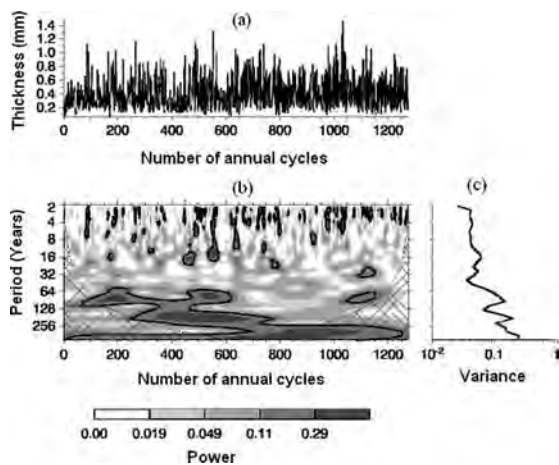 (a)
Thickness (mm)
1.4
1.2
1.0
0.8
0.6
0.4
0.2
0 200 400 600 800 1000 1200
Number of annual cycles
(b)
(c)
Period (Years)
2
4
8
16
32
64
128
256
0 200 400 600 800 1000 1200
Number of annual cycles
10-2 0.1 1
Variance
0.00 0.019 0.049 0.11 0.29
Power